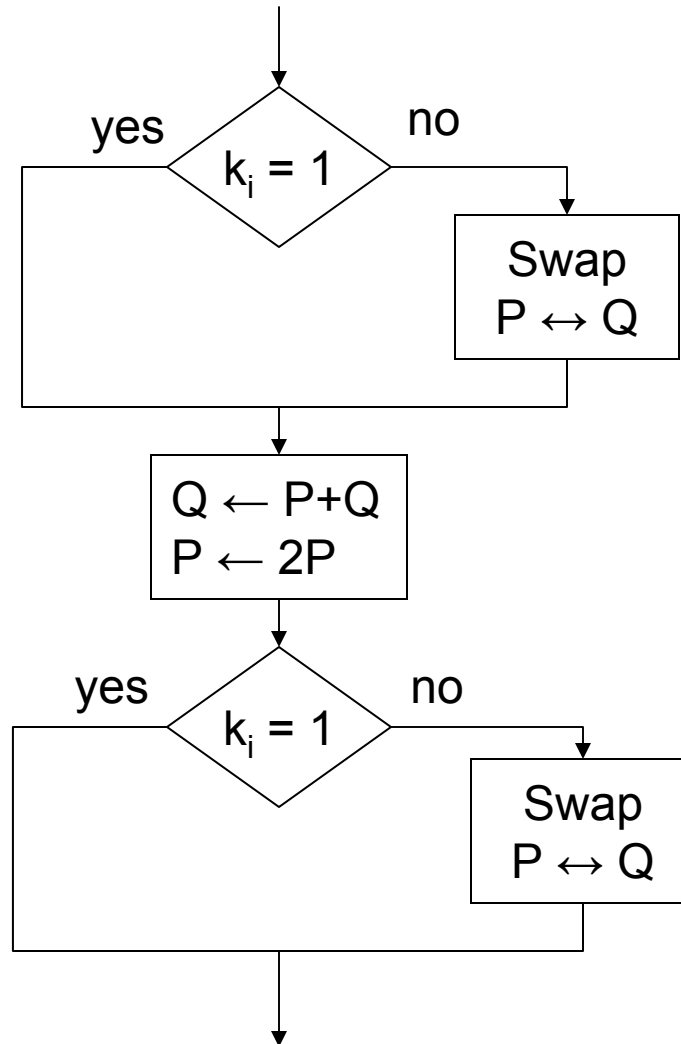 yes
no
kᵢ = 1
Swap
P ↔ Q
Q ← P+Q
P ← 2P
yes
no
kᵢ = 1
Swap
P ↔ Q